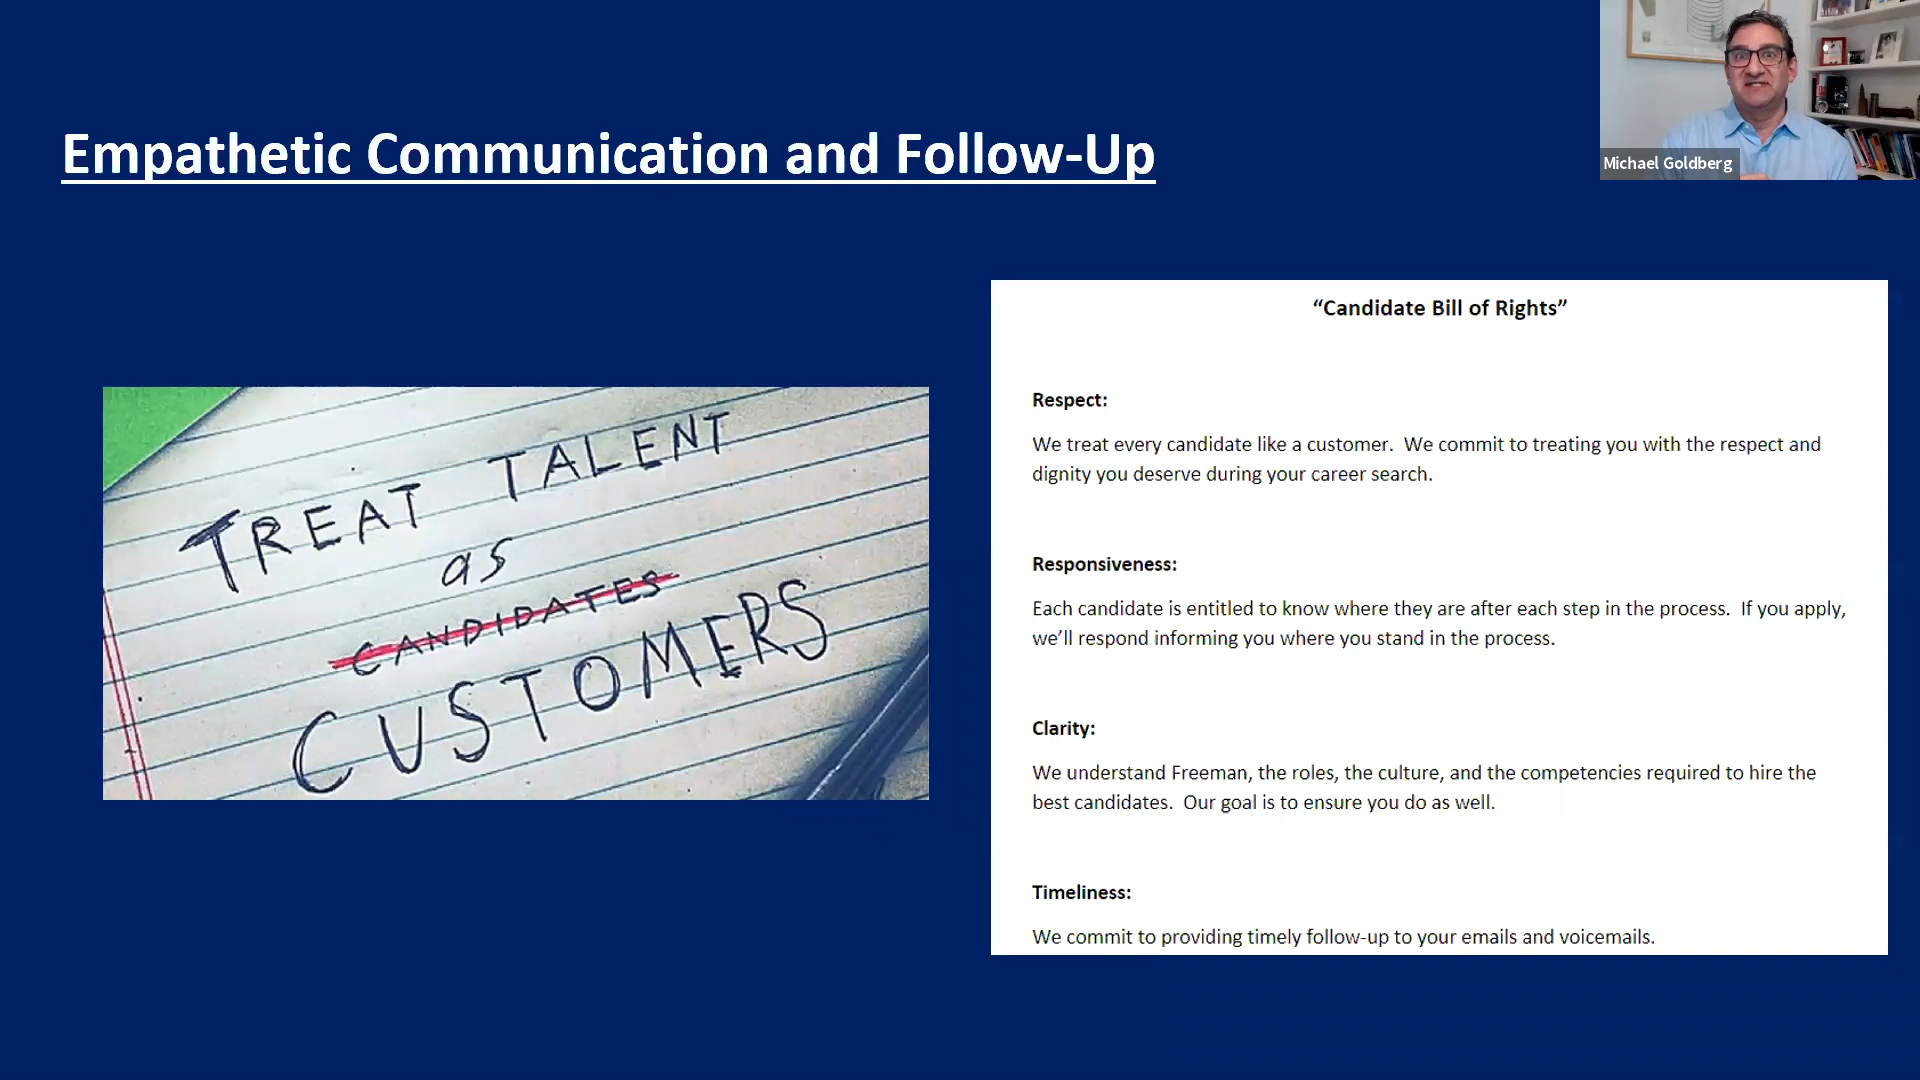 Empathetic Communication and Follow-Up
Michael Goldberg
TREAT TALENT
as
CANDIDATES
CUSTOMERS
“Candidate Bill of Rights”
Respect:
We treat every candidate like a customer.  We commit to treating you with the respect and
dignity you deserve during your career search.
Responsiveness:
Each candidate is entitled to know where they are after each step in the process.  If you apply,
we’ll respond informing you where you stand in the process.
Clarity:
We understand Freeman, the roles, the culture, and the competencies required to hire the
best candidates.  Our goal is to ensure you do as well.
Timeliness:
We commit to providing timely follow-up to your emails and voicemails.